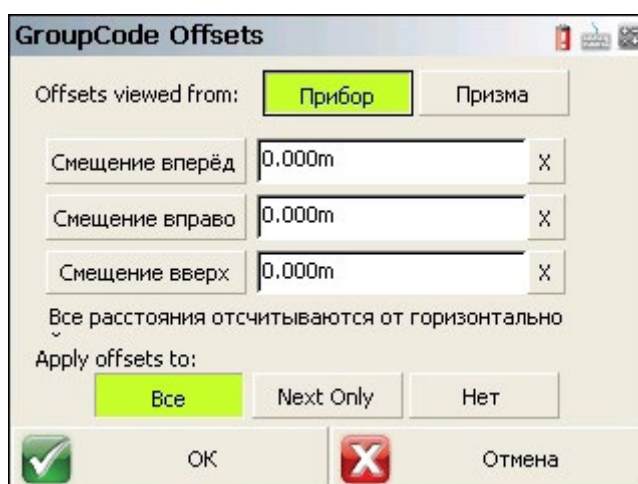 GroupCode Offsets
Offsets viewed from: Прибор Призма
Смещение вперёд 0.000m X
Смещение вправо 0.000m X
Смещение вверх 0.000m X
Все расстояния отсчитываются от горизонтально
Apply offsets to:
Все Next Only Нет
OK Отмена